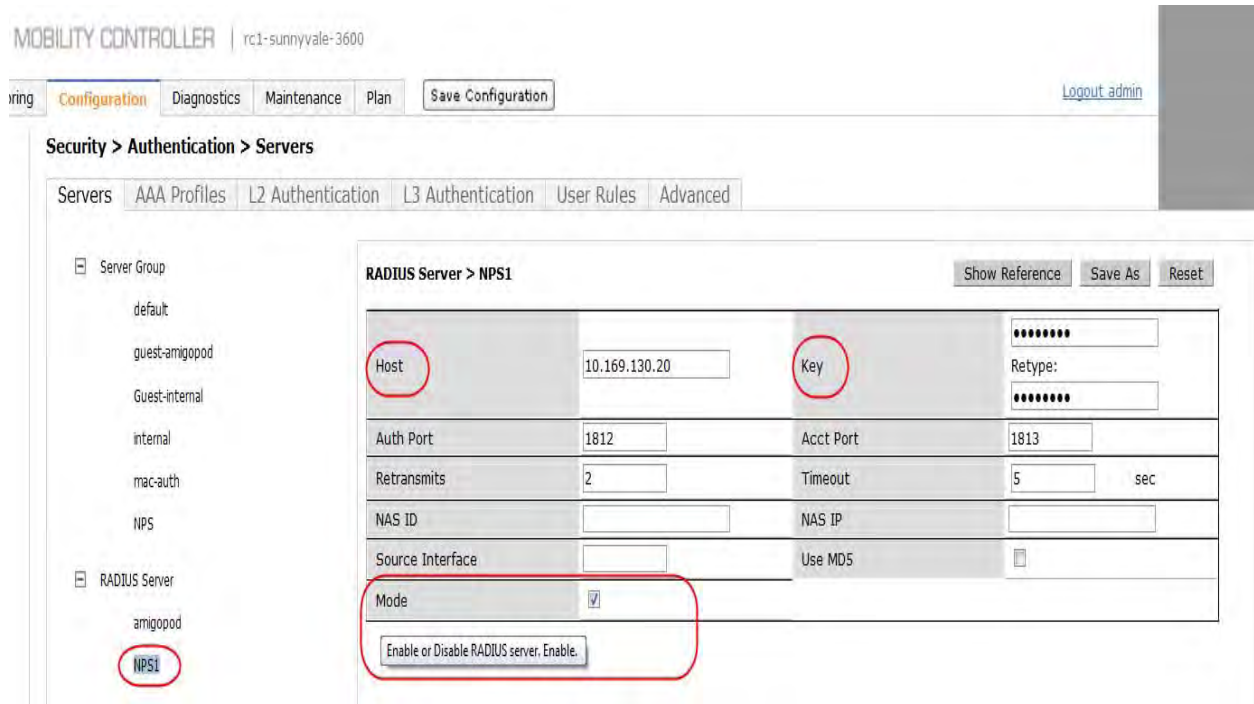 MOBILITY CONTROLLER | rc1-sunnyvale-3600
oring Configuration Diagnostics Maintenance Plan Save Configuration Logout admin
Security > Authentication > Servers
Servers AAA Profiles L2 Authentication L3 Authentication User Rules Advanced
Server Group
default
guest-amigopod
Guest-internal
internal
mac-auth
NPS
RADIUS Server
amigopod
NPS1
RADIUS Server > NPS1 Show Reference Save As Reset
Host 10.169.130.20 Key •••••••• Retype: ••••••••
Auth Port 1812 Acct Port 1813
Retransmits 2 Timeout 5 sec
NAS ID NAS IP
Source Interface Use MD5
Mode
Enable or Disable RADIUS server. Enable.